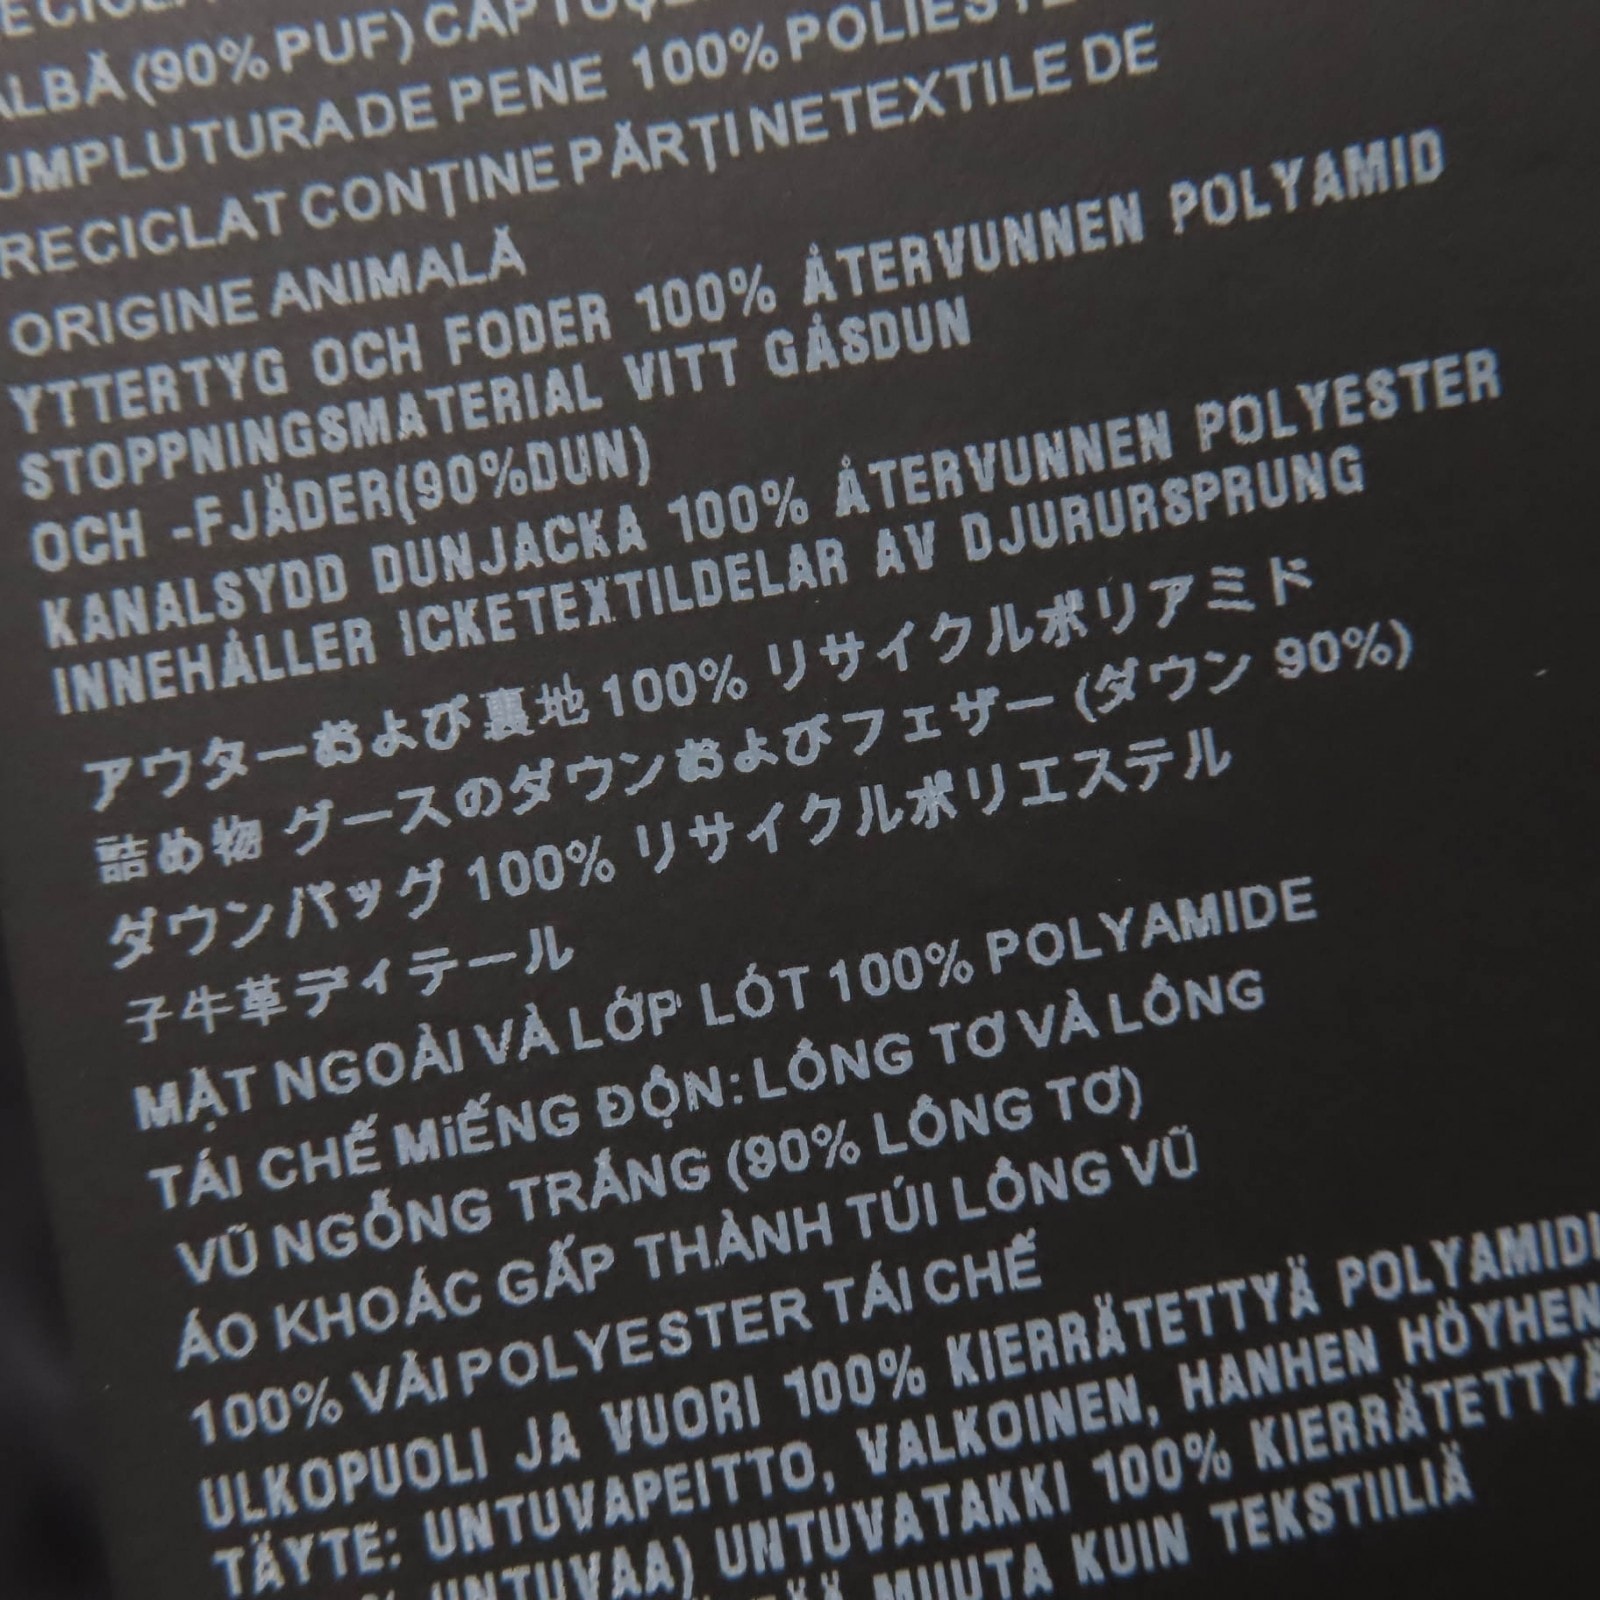 ALBĂ (90% PUF) CĂPTUȘ
UMPLUTURA DE PENE 100% POLIESTE
RECICLAT CONȚINE PĂRȚI NETEXTILE DE
ORIGINE ANIMALĂ
YTTERTYG OCH FODER 100% ÅTERVUNNEN POLYAMID
STOPPNINGSMATERIAL VITT GÅSDUN
OCH -FJÄDER(90%DUN)
KANALSYDD DUNJACKA 100% ÅTERVUNNEN POLYESTER
INNEHÅLLER ICKETEXTILDELAR AV DJURURSPRUNG
アウターおよび裏地 100% リサイクルポリアミド
詰め物 グースのダウンおよびフェザー (ダウン 90%)
ダウンバッグ 100% リサイクルポリエステル
子牛革ディテール
MẶT NGOÀI VÀ LỚP LÓT 100% POLYAMIDE
TÁI CHẾ MIẾNG ĐỘN: LÔNG TƠ VÀ LÔNG
VŨ NGỖNG TRẮNG (90% LÔNG TƠ)
ÁO KHOÁC GẤP THÀNH TÚI LÔNG VŨ
100% VẢI POLYESTER TÁI CHẾ
ULKOPUOLI JA VUORI 100% KIERRÄTETTYÄ POLYAMIDI
TÄYTE: UNTUVAPEITTO, VALKOINEN, HANHEN HÖYHEN
% UNTUVAA) UNTUVATAKKI 100% KIERRÄTETTYÄ
MUUTA KUIN TEKSTIILIÄ